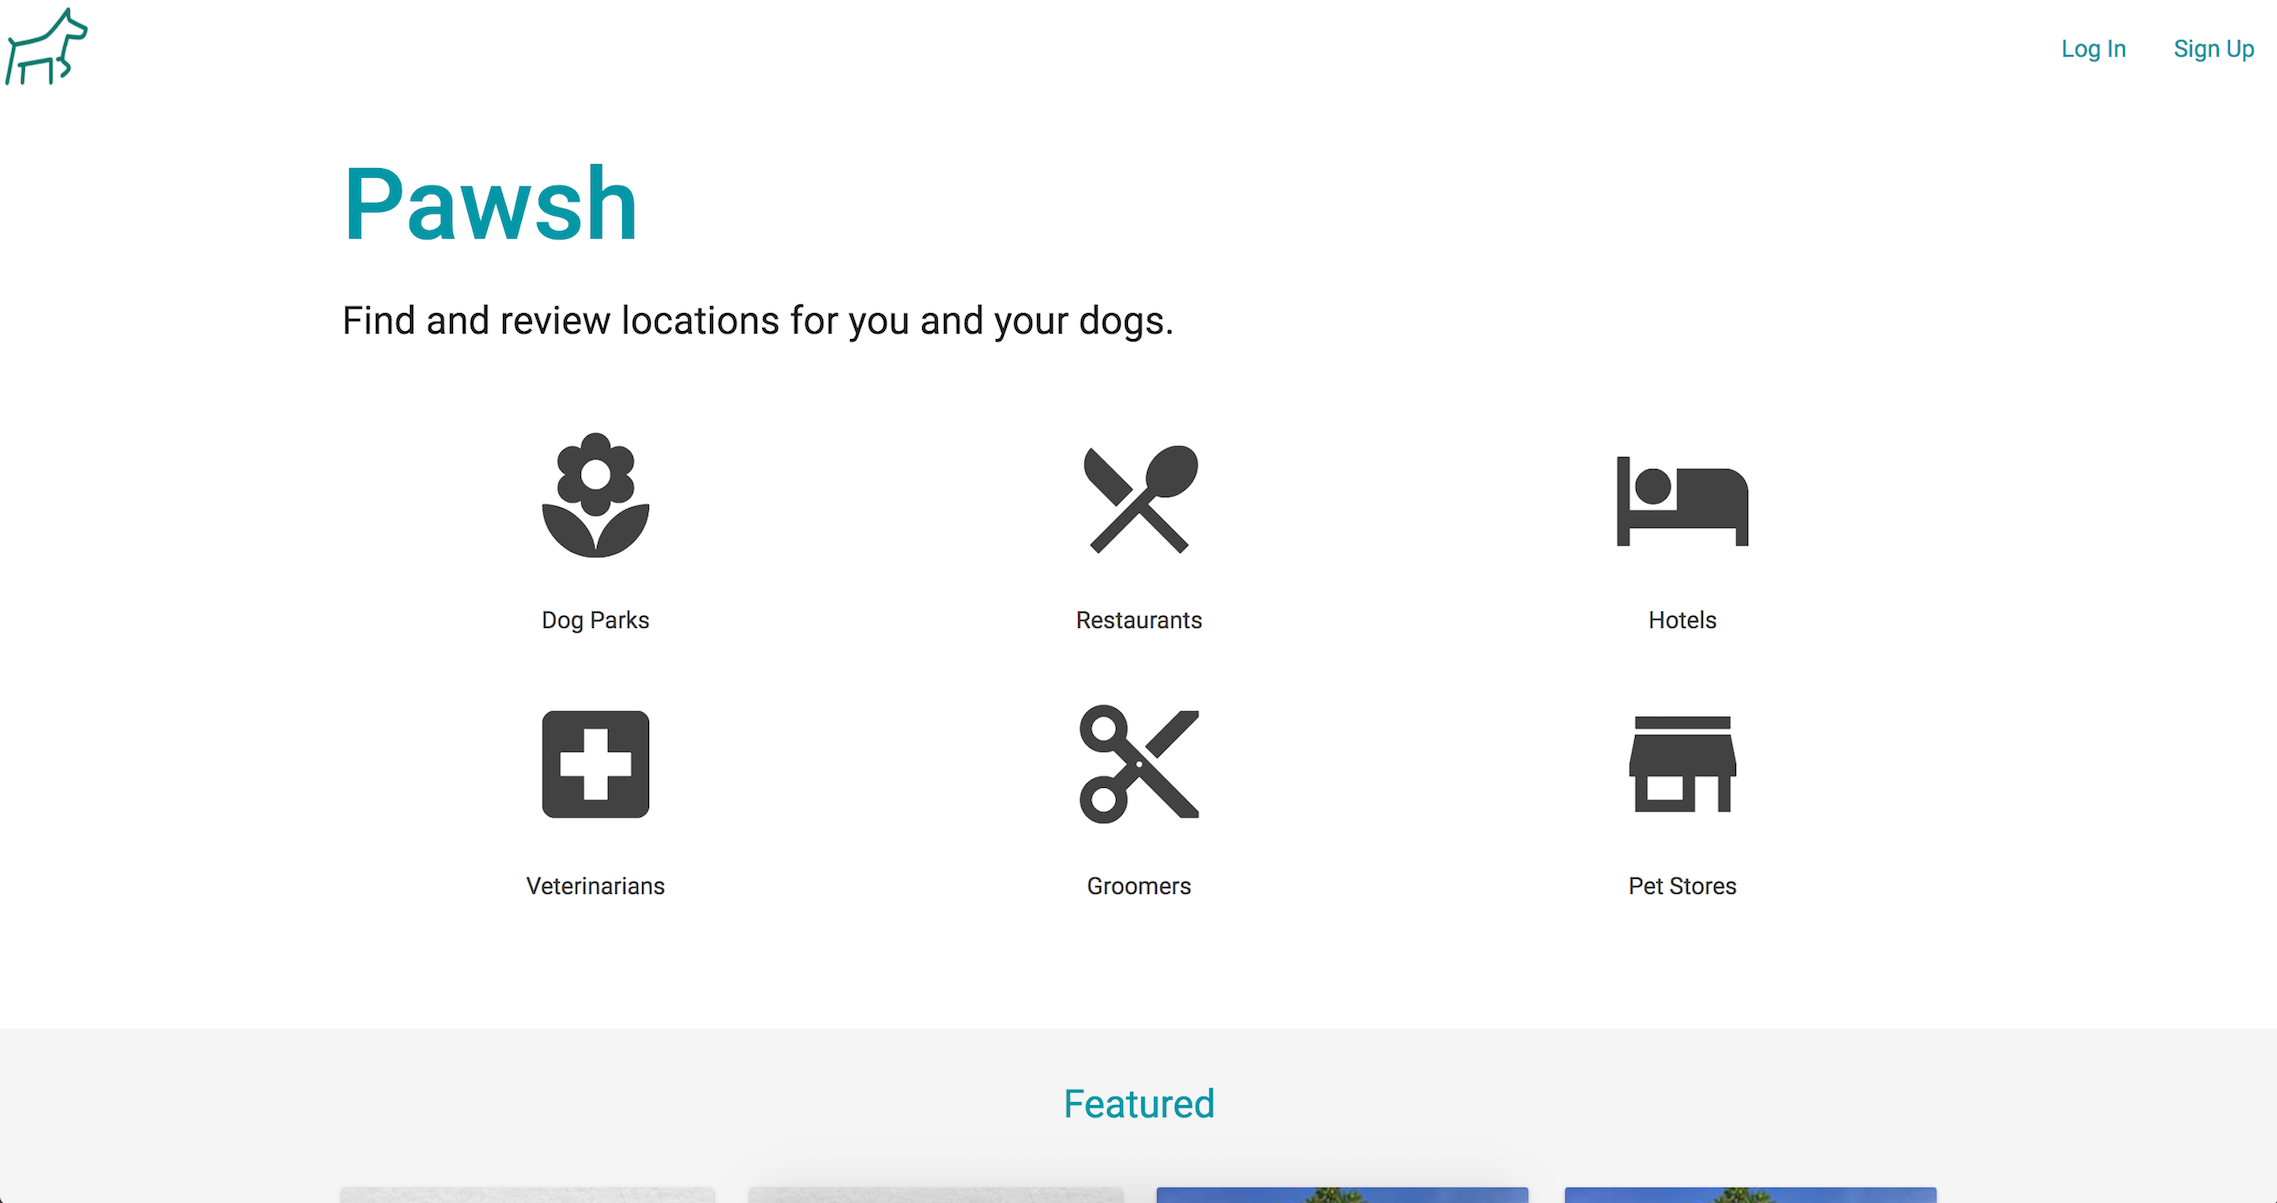 Log In Sign Up
Pawsh
Find and review locations for you and your dogs.
Dog Parks Restaurants Hotels
Veterinarians Groomers Pet Stores
Featured